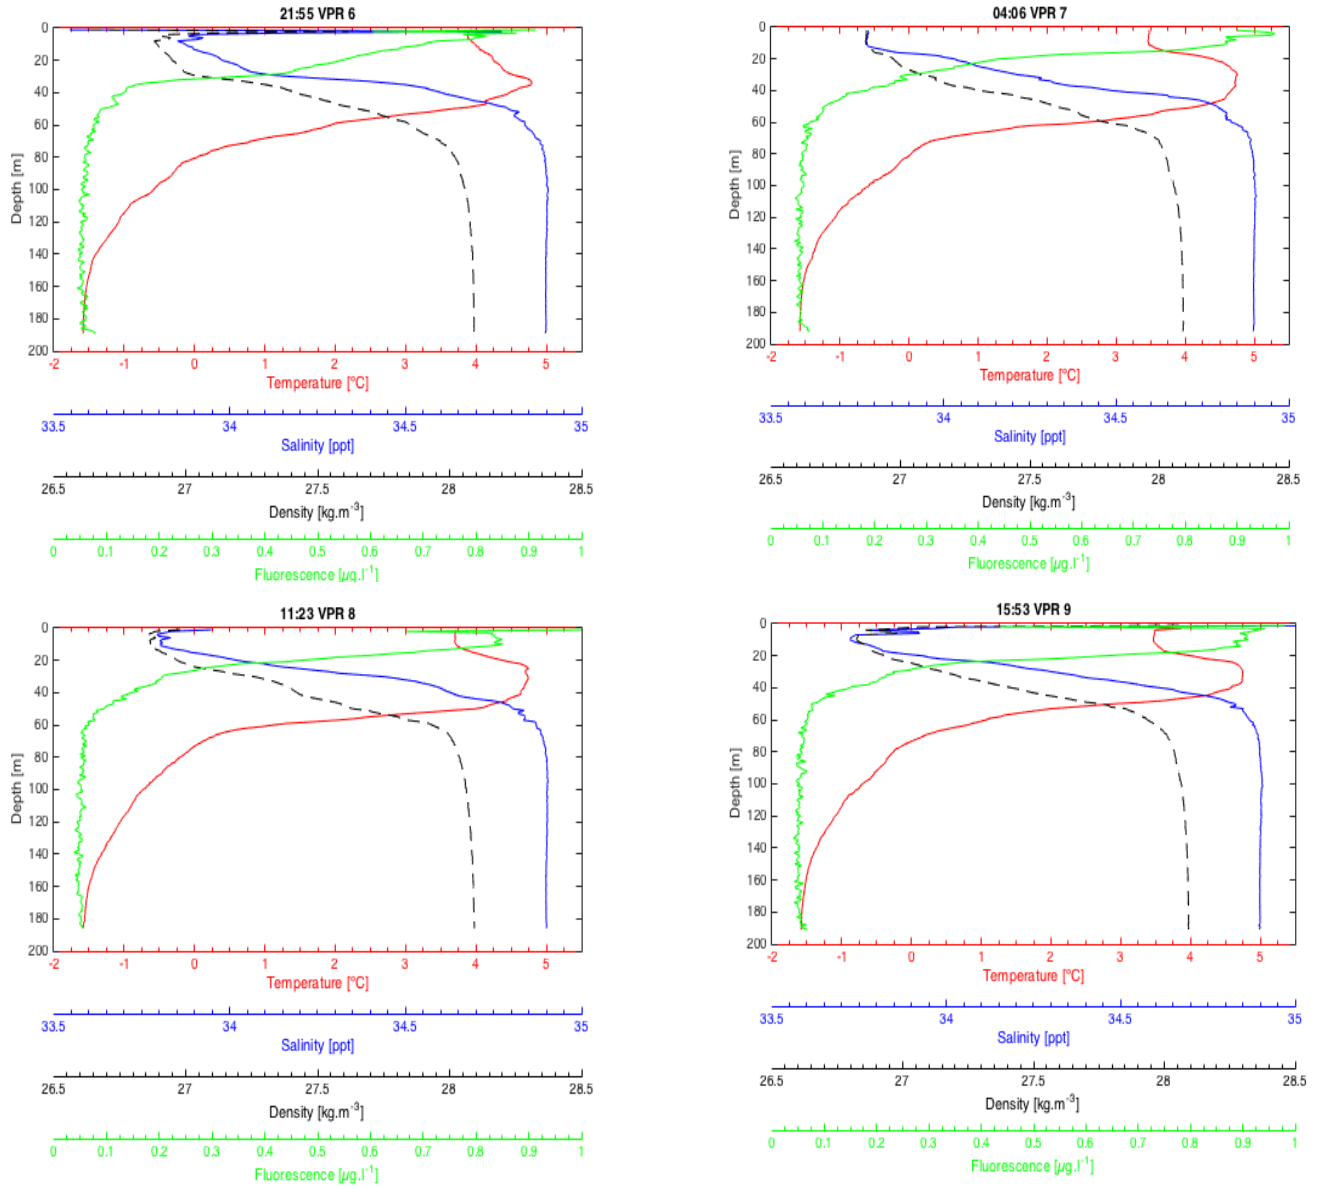 21:55 VPR 6
0
20
40
60
80
100
120
140
160
180
200
Depth [m]
-2 -1 0 1 2 3 4 5
Temperature [°C]
33.5 34 34.5 35
Salinity [ppt]
26.5 27 27.5 28 28.5
Density [kg.m-3]
0 0.1 0.2 0.3 0.4 0.5 0.6 0.7 0.8 0.9 1
Fluorescence [µg.l-1]
04:06 VPR 7
0
20
40
60
80
100
120
140
160
180
200
Depth [m]
-2 -1 0 1 2 3 4 5
Temperature [°C]
33.5 34 34.5 35
Salinity [ppt]
26.5 27 27.5 28 28.5
Density [kg.m-3]
0 0.1 0.2 0.3 0.4 0.5 0.6 0.7 0.8 0.9 1
Fluorescence [µg.l-1]
11:23 VPR 8
0
20
40
60
80
100
120
140
160
180
200
Depth [m]
-2 -1 0 1 2 3 4 5
Temperature [°C]
33.5 34 34.5 35
Salinity [ppt]
26.5 27 27.5 28 28.5
Density [kg.m-3]
0 0.1 0.2 0.3 0.4 0.5 0.6 0.7 0.8 0.9 1
Fluorescence [µg.l-1]
15:53 VPR 9
0
20
40
60
80
100
120
140
160
180
200
Depth [m]
-2 -1 0 1 2 3 4 5
Temperature [°C]
33.5 34 34.5 35
Salinity [ppt]
26.5 27 27.5 28 28.5
Density [kg.m-3]
0 0.1 0.2 0.3 0.4 0.5 0.6 0.7 0.8 0.9 1
Fluorescence [µg.l-1]